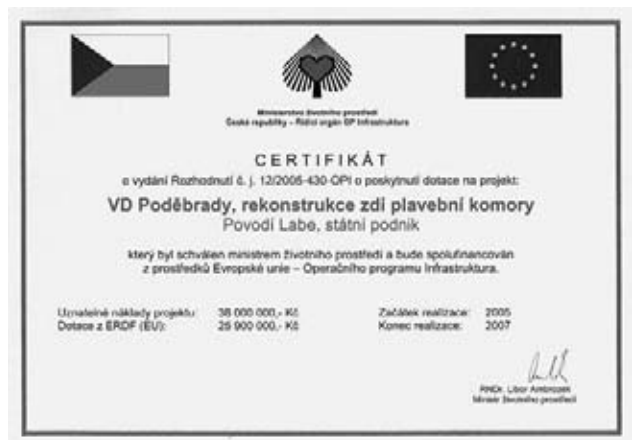 Ministerstvo životního prostředí
České republiky – Řídící orgán OP Infrastruktura
CERTIFIKÁT
o vydání Rozhodnutí č. j. 12/2005-430-OPI o poskytnutí dotace na projekt:
VD Poděbrady, rekonstrukce zdi plavební komory
Povodí Labe, státní podnik
který byl schválen ministrem životního prostředí a bude spolufinancován
z prostředků Evropské unie – Operačního programu Infrastruktura.
Uznatelné náklady projektu: 38 000 000,- Kč Začátek realizace: 2005
Dotace z ERDF (EU): 25 900 000,- Kč Konec realizace: 2007
RNDr. Libor Ambrozek
Ministr životního prostředí